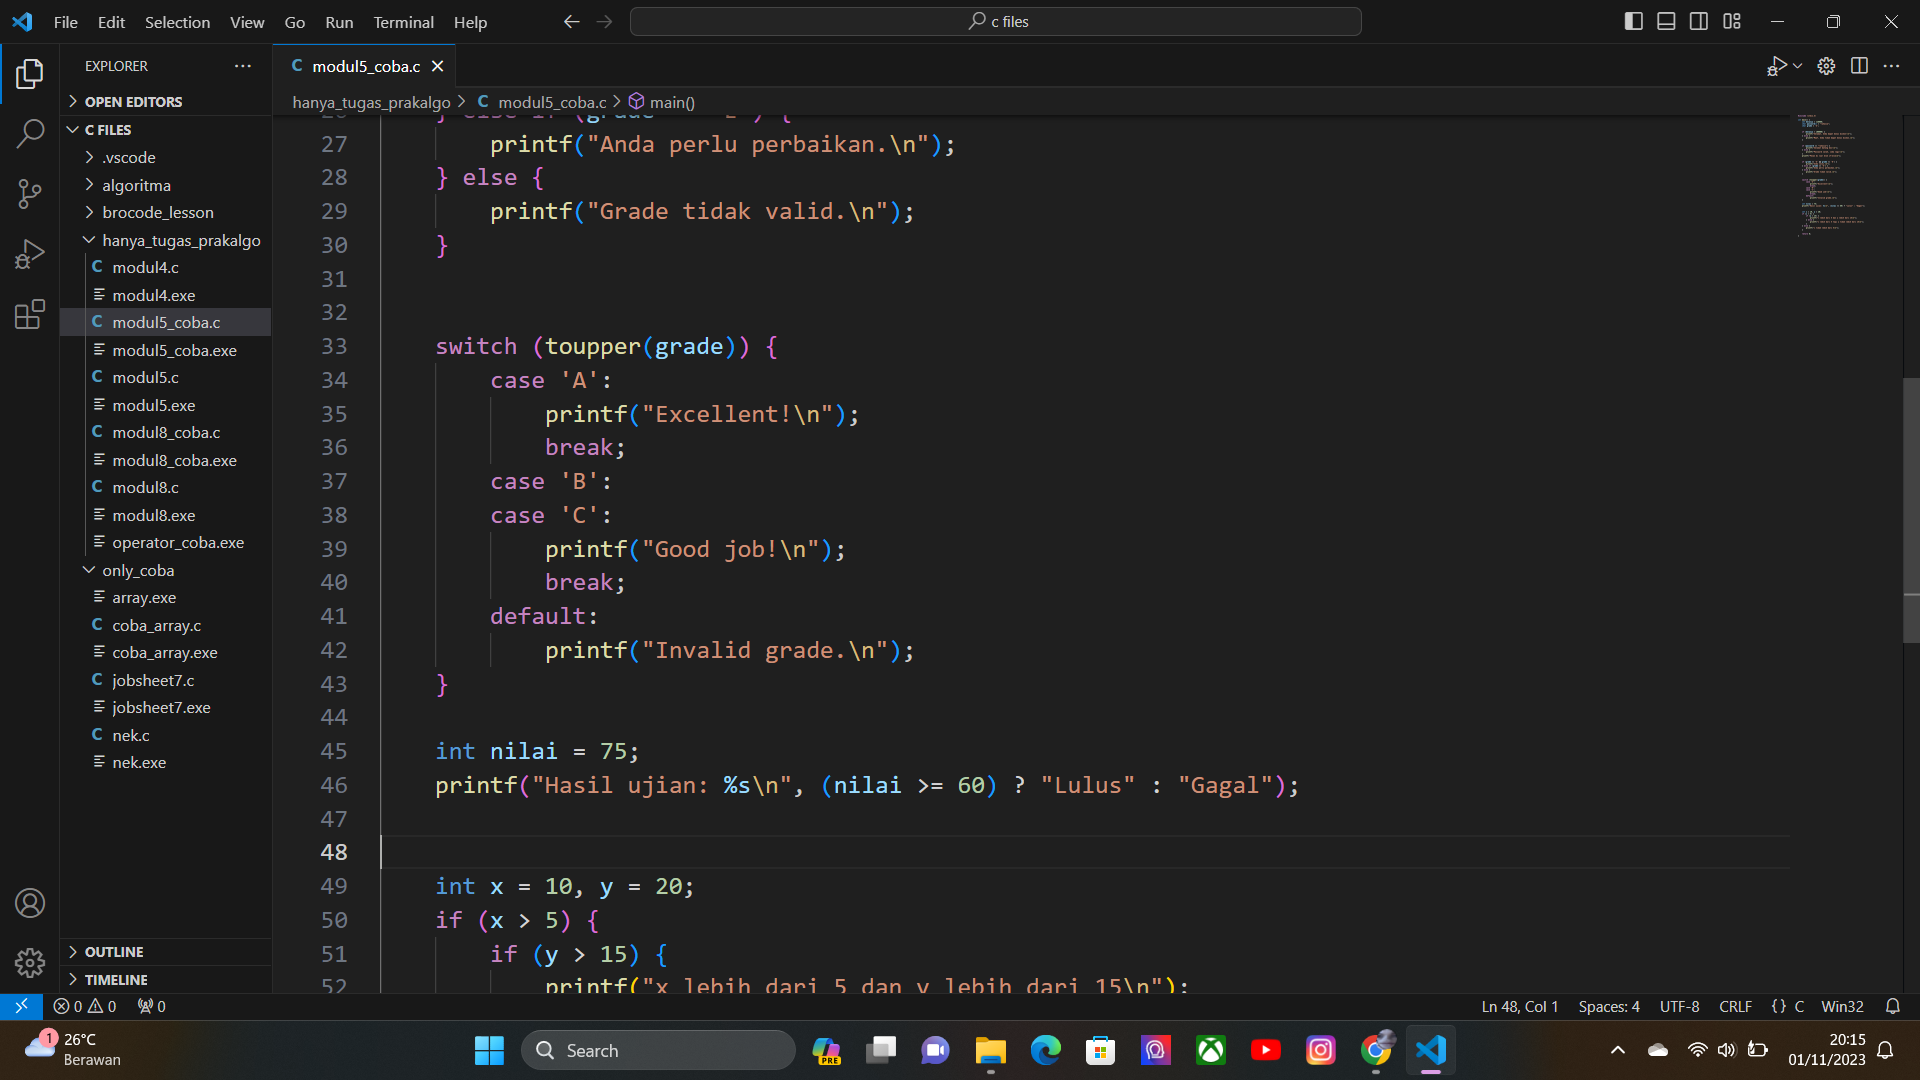 File Edit Selection View Go Run Terminal Help
c files
EXPLORER
OPEN EDITORS
C FILES
.vscode
algoritma
brocode_lesson
hanya_tugas_prakalgo
C modul4.c
modul4.exe
C modul5_coba.c
modul5_coba.exe
C modul5.c
modul5.exe
C modul8_coba.c
modul8_coba.exe
C modul8.c
modul8.exe
operator_coba.exe
only_coba
array.exe
C coba_array.c
coba_array.exe
C jobsheet7.c
jobsheet7.exe
C nek.c
nek.exe
OUTLINE
TIMELINE
C modul5_coba.c
hanya_tugas_prakalgo > C modul5_coba.c > main()
27 printf("Anda perlu perbaikan.\n");
28 } else {
29 printf("Grade tidak valid.\n");
30 }
31
32
33 switch (toupper(grade)) {
34 case 'A':
35 printf("Excellent!\n");
36 break;
37 case 'B':
38 case 'C':
39 printf("Good job!\n");
40 break;
41 default:
42 printf("Invalid grade.\n");
43 }
44
45 int nilai = 75;
46 printf("Hasil ujian: %s\n", (nilai >= 60) ? "Lulus" : "Gagal");
47
48
49 int x = 10, y = 20;
50 if (x > 5) {
51 if (y > 15) {
52 printf("x lebih dari 5 dan y lebih dari 15\n");
0 0 0
Ln 48, Col 1 Spaces: 4 UTF-8 CRLF {} C Win32
1
26°C
Berawan
Search
PRE
20:15
01/11/2023